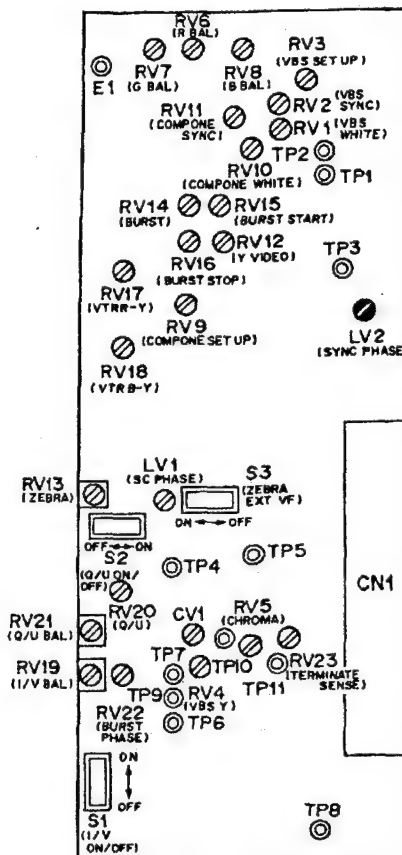 RV6
(R BAL)
RV7
(G BAL)
RV8
(B BAL)
RV3
(VBS SET UP)
E1
RV11
(COMPONE
SYNC)
RV2 (VBS
SYNC)
RV1 (VBS
WHITE)
TP2
RV10
(COMPONE WHITE)
TP1
RV14
(BURST)
RV15
(BURST START)
RV16
(BURST STOP)
RV12
(Y VIDEO)
TP3
RV17
(VTRR-Y)
RV9
(COMPONE SET UP)
LV2
(SYNC PHASE)
RV18
(VTRB-Y)
LV1
(SC PHASE)
S3
(ZEBRA
EXT VF)
RV13
(ZEBRA)
ON OFF
OFF ON
S2
(Q/U ON/
OFF)
TP4
TP5
CN1
RV20
(Q/U)
RV21
(Q/U BAL)
CV1
RV5
(CHROMA)
RV19
(I/V BAL)
TP7
TP10
TP11
RV23
(TERMINATE
SENSE)
TP9
RV4
(VBS Y)
RV22
(BURST
PHASE)
TP6
ON
OFF
S1
(I/V
ON/OFF)
TP8